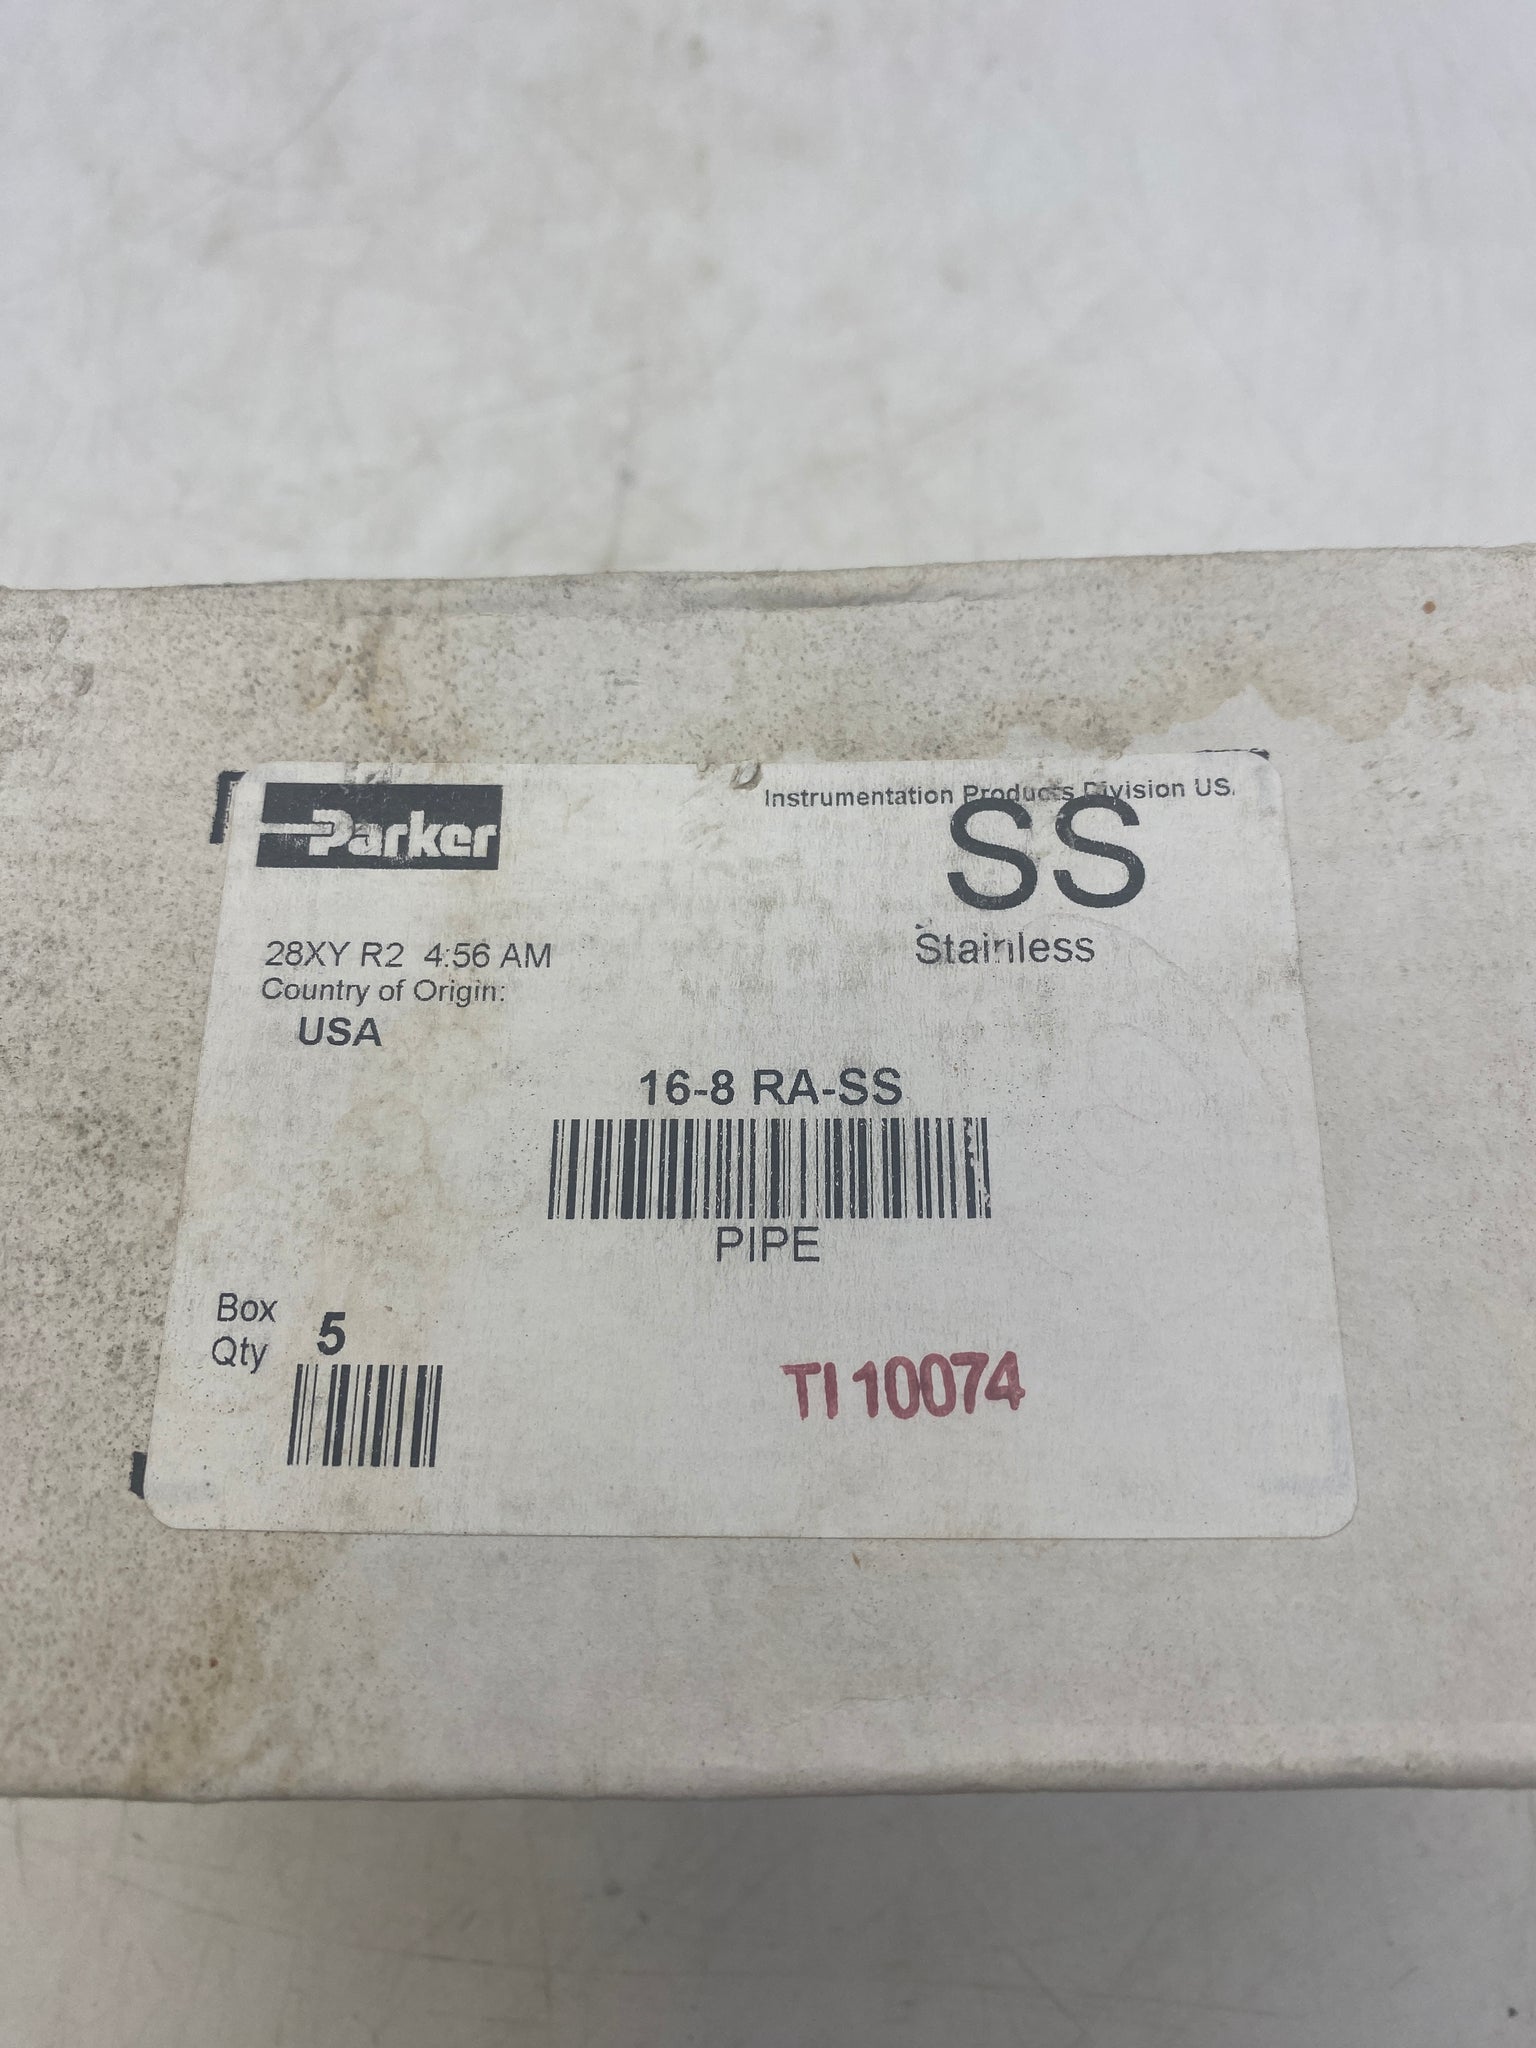 Parker
Instrumentation Products Division US
SS
Stainless
28XY R2 4:56 AM
Country of Origin:
USA
16-8 RA-SS
PIPE
Box
Qty
5
TI 10074